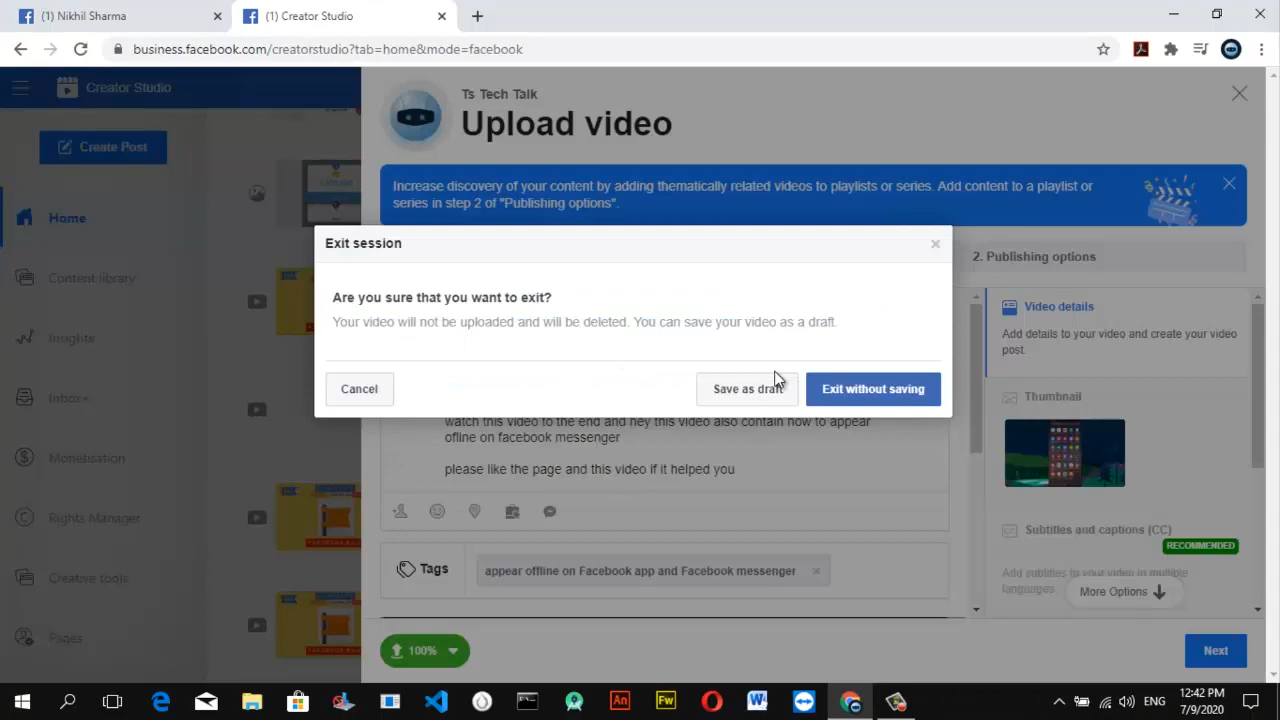 (1) Nikhil Sharma
(1) Creator Studio
business.facebook.com/creatorstudio?tab=home&mode=facebook
Creator Studio
Ts Tech Talk
Upload video
Create Post
Increase discovery of your content by adding thematically related videos to playlists or series. Add content to a playlist or
series in step 2 of "Publishing options".
Home
Content library
Insights
Inbox+
Monetisation
Rights Manager
Creative tools
Pages
Exit session
Are you sure that you want to exit?
Your video will not be uploaded and will be deleted. You can save your video as a draft.
Cancel
Save as draft
Exit without saving
2. Publishing options
Video details
Add details to your video and create your video
post.
Thumbnail
Subtitles and captions (CC)
RECOMMENDED
Add subtitles to your video in multiple
languages.
More Options
watch this video to the end and hey this video also contain how to appear
ofline on facebook messenger
please like the page and this video if it helped you
Tags
appear offline on Facebook app and Facebook messenger
100%
Next
An
Fw
W
ENG
12:42 PM
7/9/2020